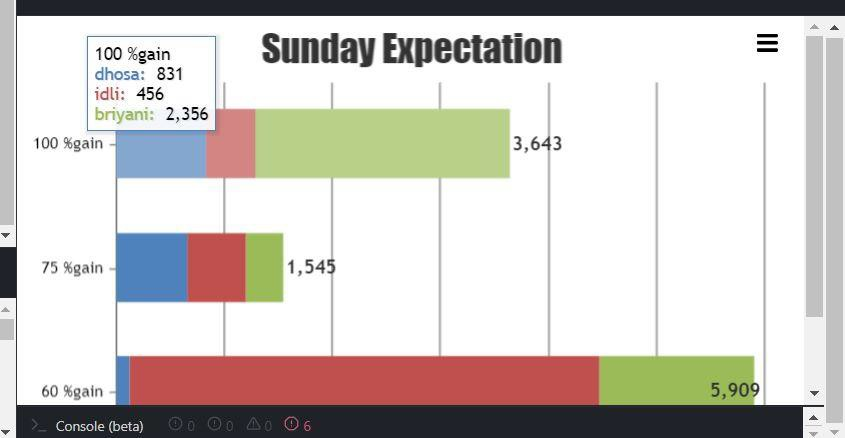 Sunday Expectation
100 %gain
dhosa: 831
idli: 456
briyani: 2,356
100 %gain 3,643
75 %gain 1,545
60 %gain 5,909
Console (beta) 0 0 0 6